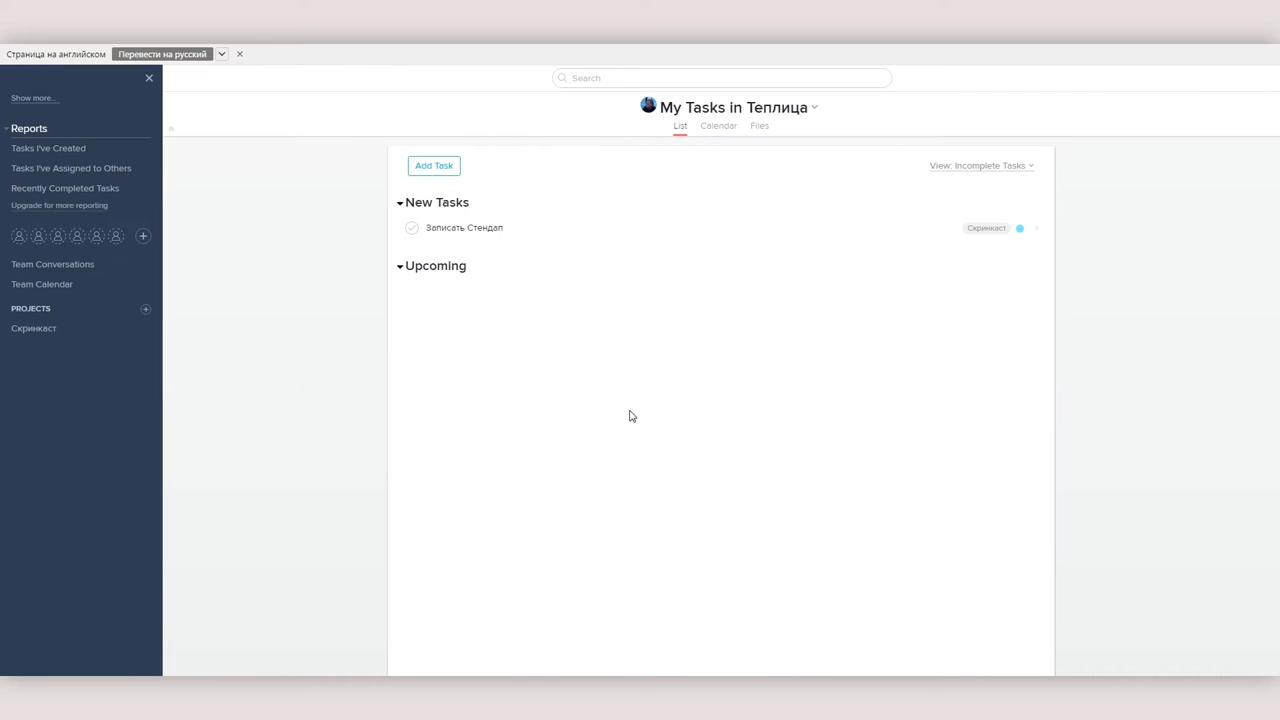 Страница на английском Перевести на русский
Show more...
Reports
Tasks I've Created
Tasks I've Assigned to Others
Recently Completed Tasks
Upgrade for more reporting
Team Conversations
Team Calendar
PROJECTS
Скринкаст
Search
My Tasks in Теплица
List Calendar Files
Add Task View: Incomplete Tasks
New Tasks
Записать Стендап Скринкаст
Upcoming